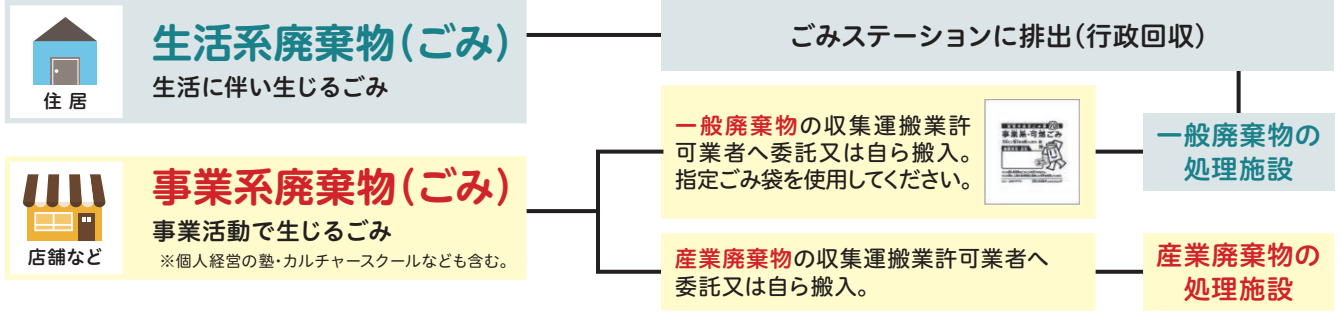 住居
生活系廃棄物(ごみ)
生活に伴い生じるごみ
ごみステーションに排出(行政回収)
店舗など
事業系廃棄物(ごみ)
事業活動で生じるごみ
※個人経営の塾・カルチャースクールなども含む。
一般廃棄物の収集運搬業許
可業者へ委託又は自ら搬入。
指定ごみ袋を使用してください。
事業系・可燃ごみ
一般廃棄物の
処理施設
産業廃棄物の収集運搬業許可業者へ
委託又は自ら搬入。
産業廃棄物の
処理施設